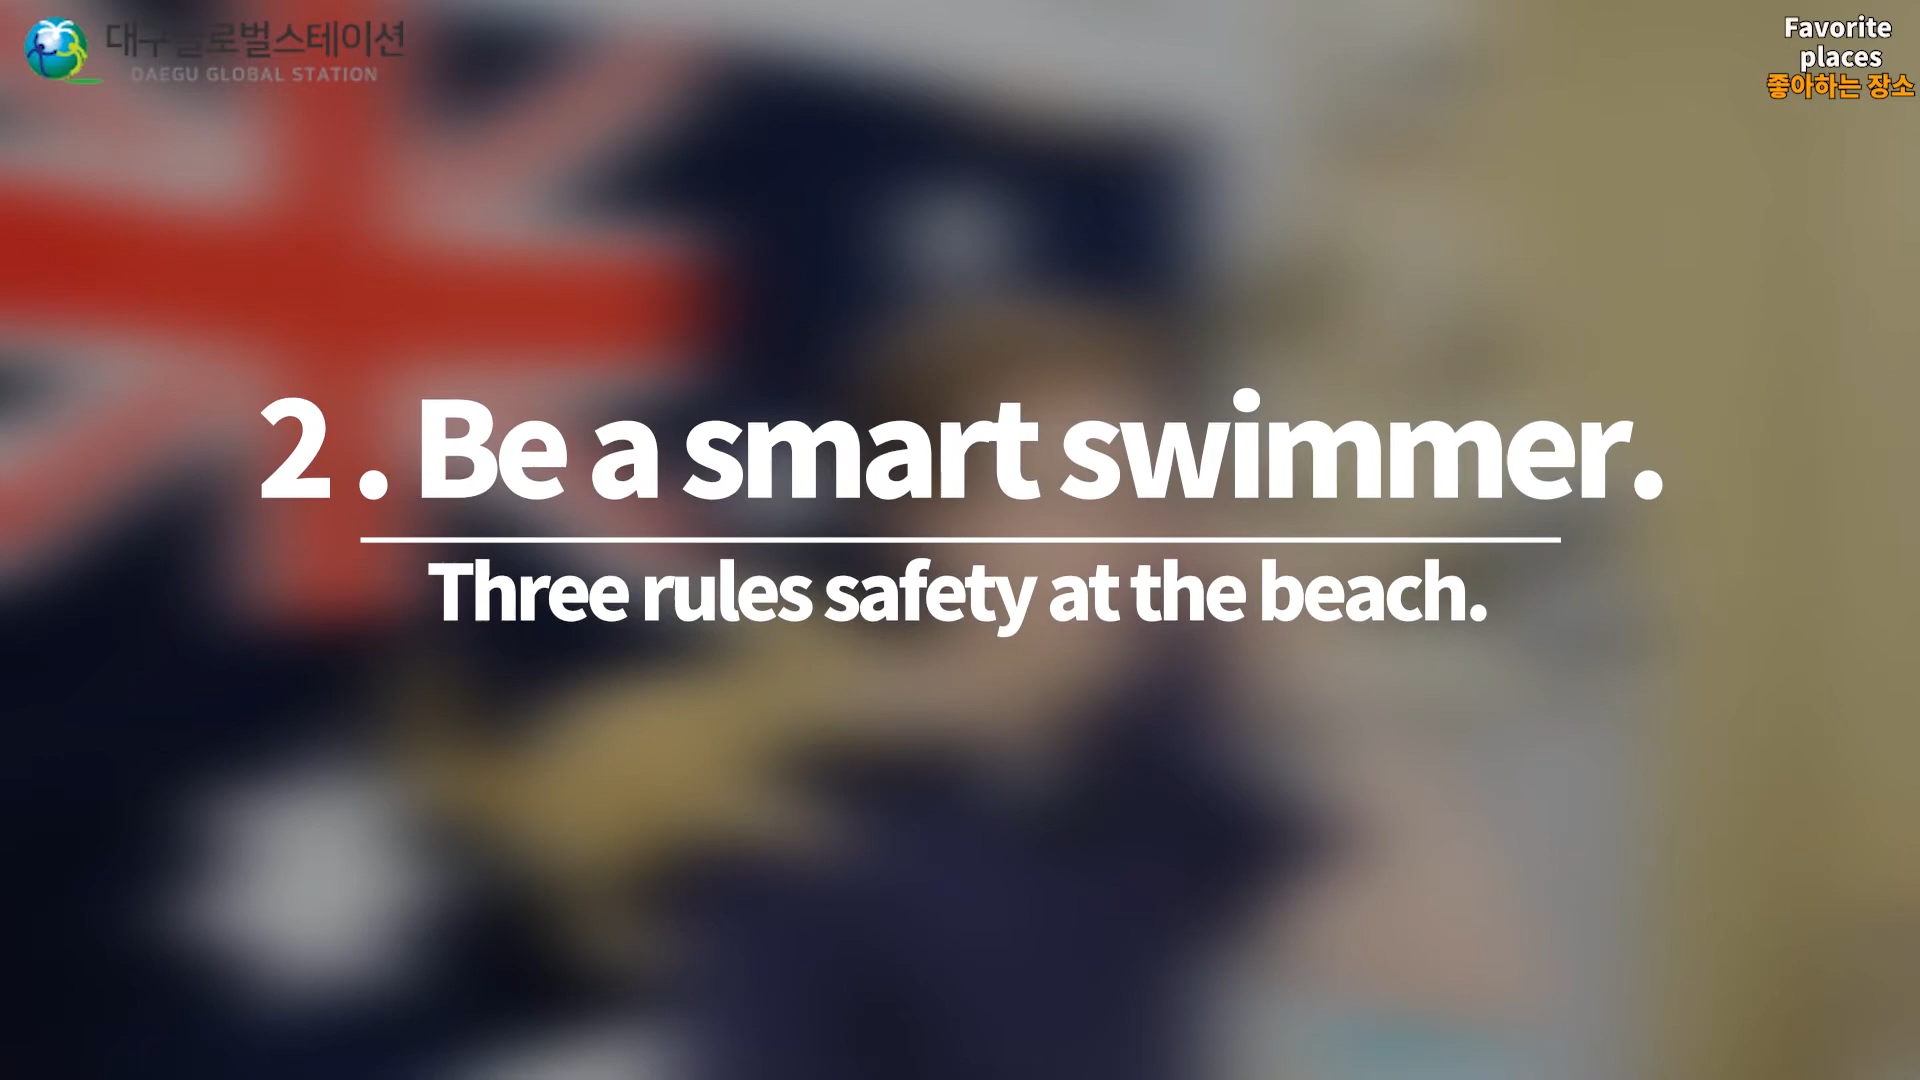 대구글로벌스테이션
DAEGU GLOBAL STATION
Favorite
places
좋아하는 장소
2 . Be a smart swimmer.
Three rules safety at the beach.